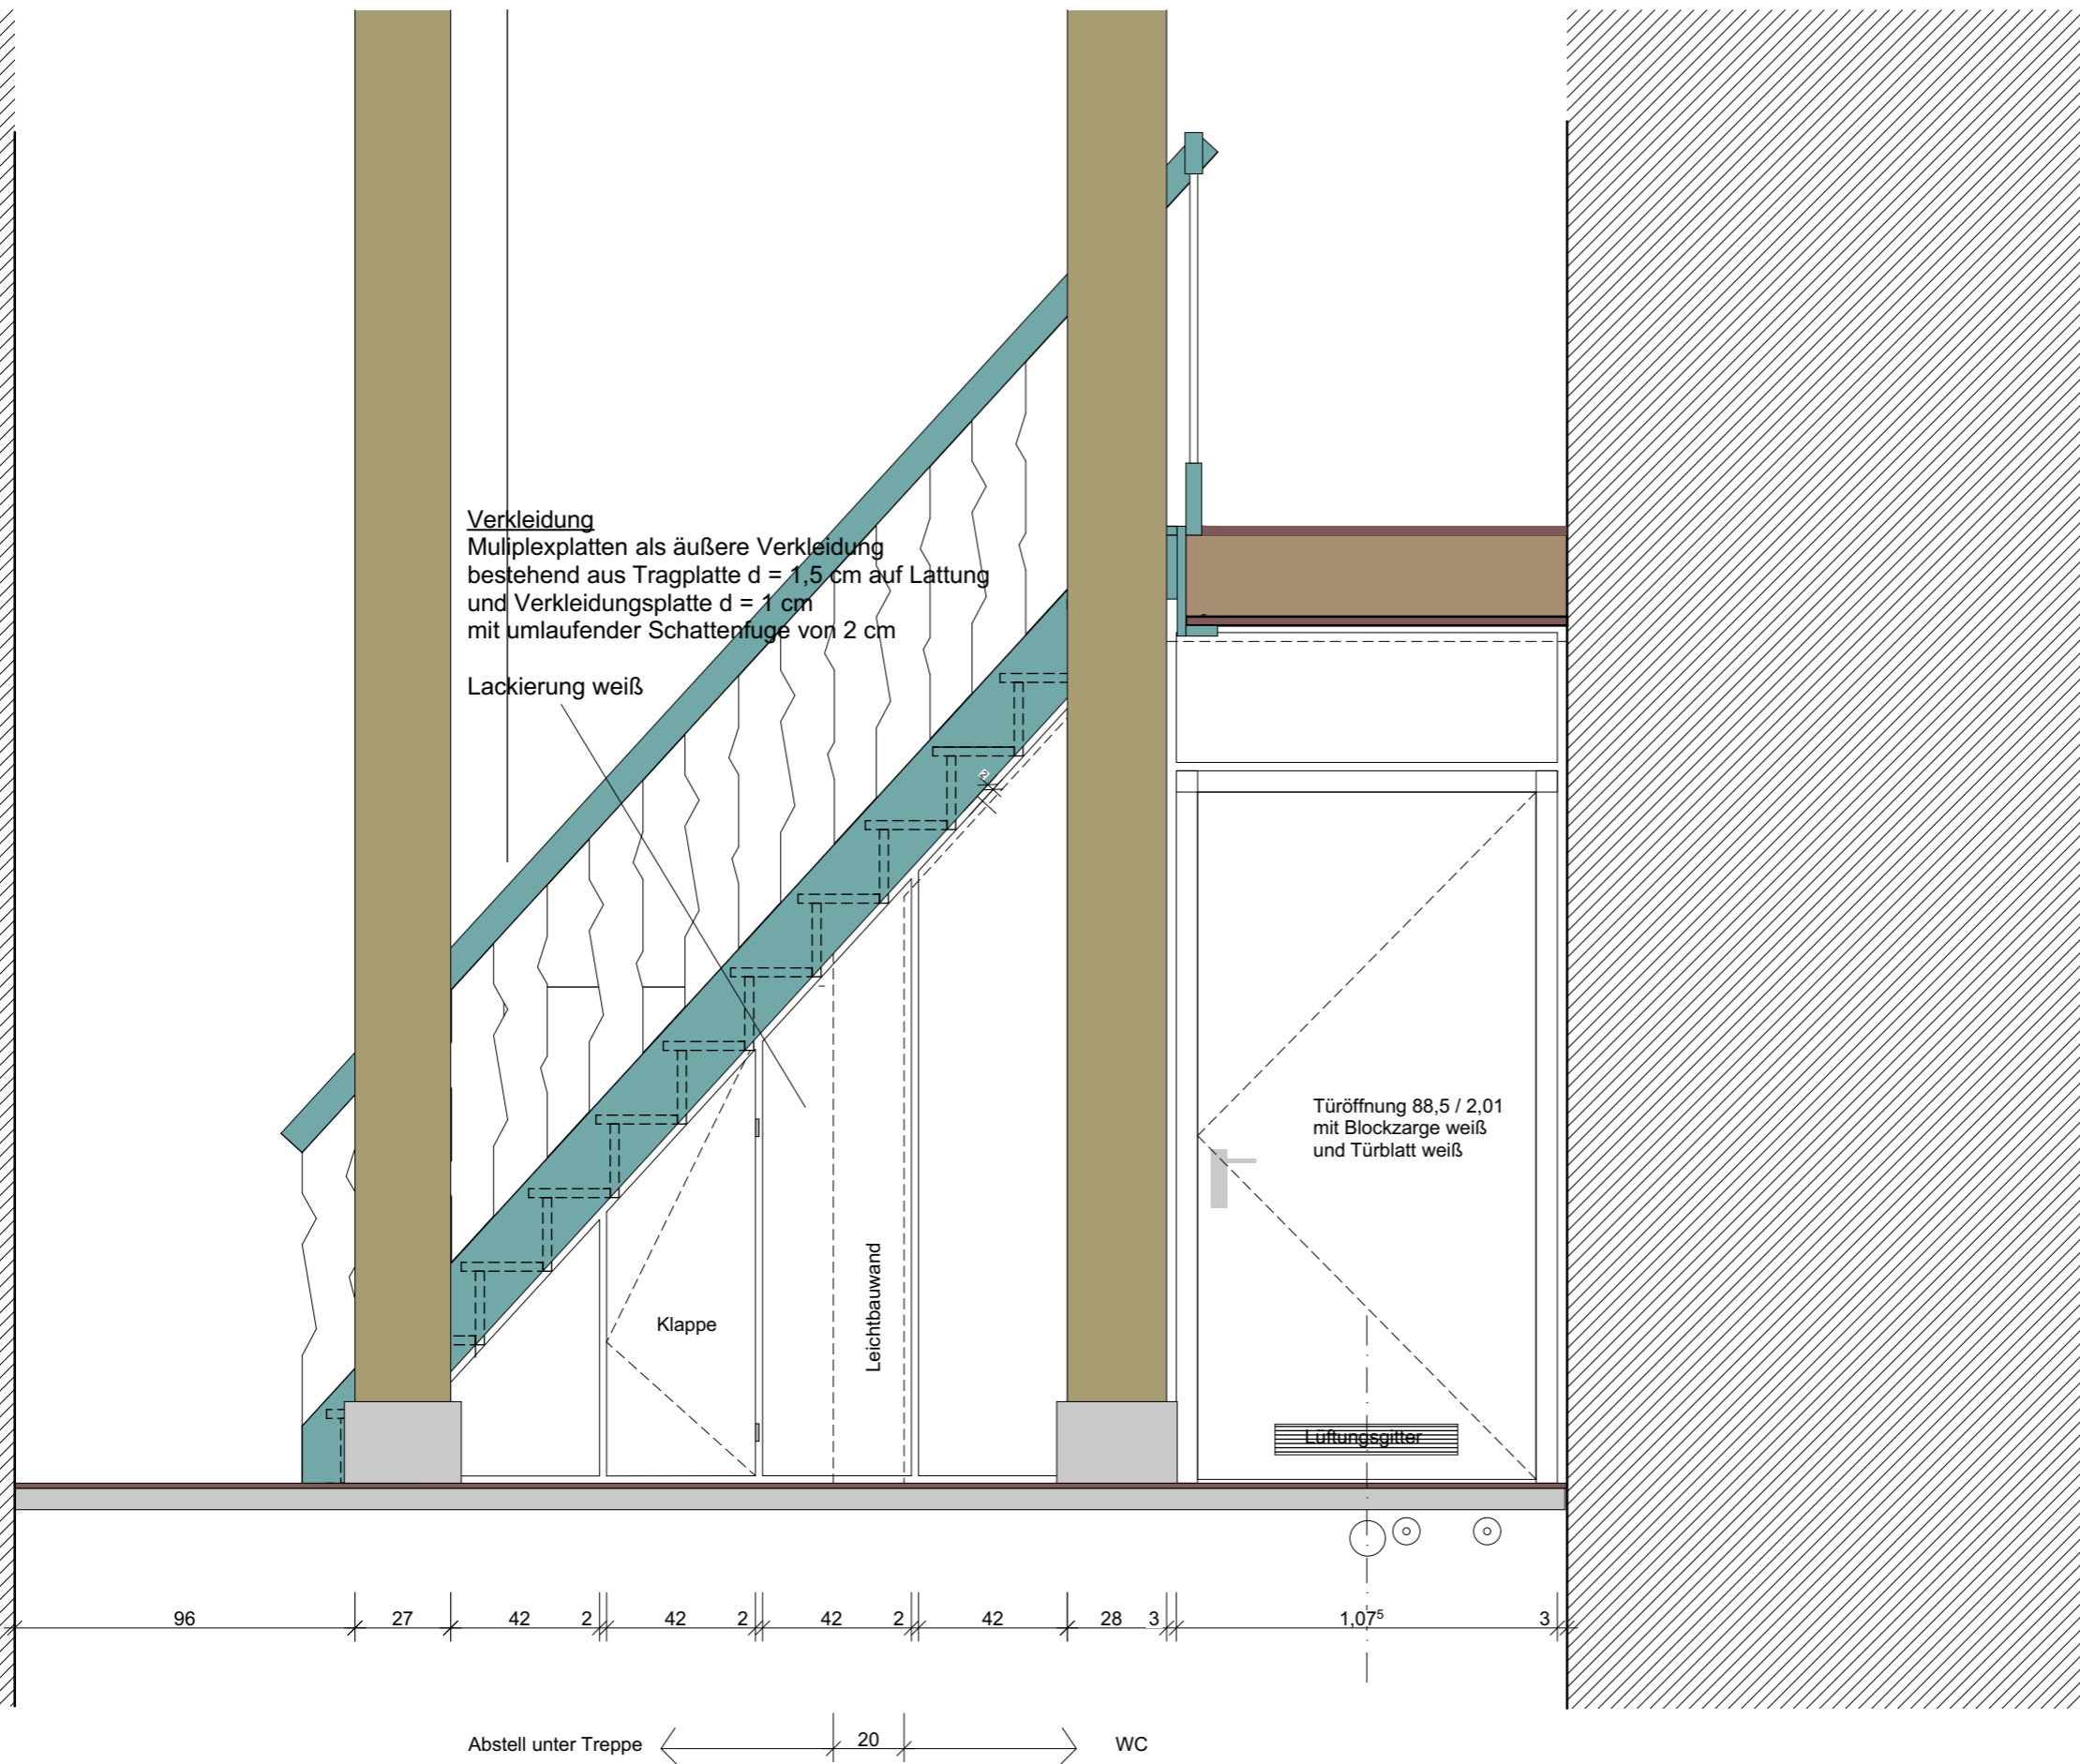 Verkleidung
Muliplexplatten als äußere Verkleidung
bestehend aus Tragplatte d = 1,5 cm auf Lattung
und Verkleidungsplatte d = 1 cm
mit umlaufender Schattenfuge von 2 cm
Lackierung weiß
2
Türöffnung 88,5 / 2,01
mit Blockzarge weiß
und Türblatt weiß
Leichtbauwand
Klappe
Lüftungsgitter
96 27 42 2 42 2 42 2 42 28 3 1,07⁵ 3
Abstell unter Treppe 20 WC